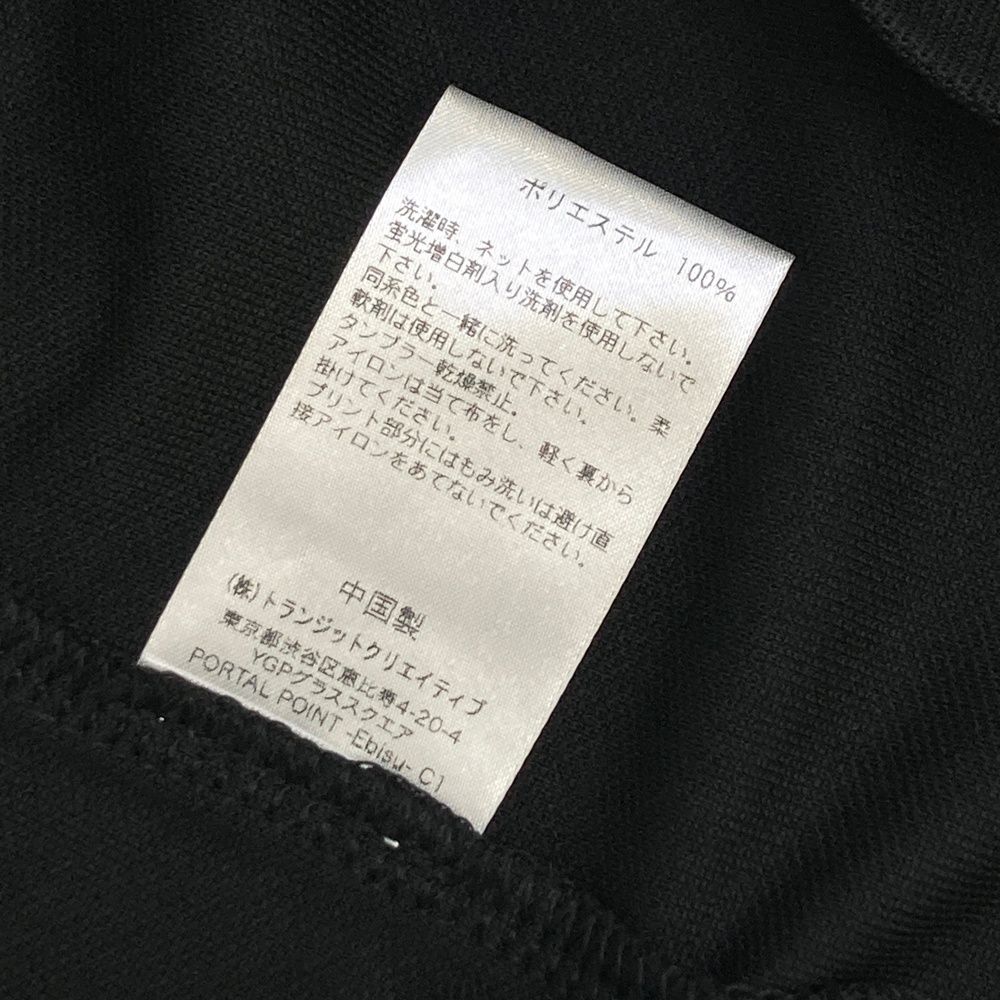 ポリエステル 100%
洗濯時、ネットを使用して下さい。
蛍光増白剤入り洗剤を使用しないで
下さい。
同系色と一緒に洗ってください。柔
軟剤は使用しないで下さい。
タンブラー乾燥禁止。
アイロンは当て布をし、軽く裏から
掛けてください。
プリント部分にはもみ洗いは避け直
接アイロンをあてないでください。
中国製
(株)トランジットクリエイティブ
東京都渋谷区恵比寿4-20-4
YGPグラススクエア
PORTAL POINT -Ebisu- C1